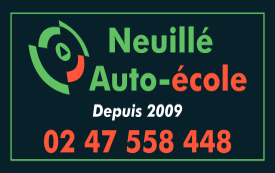 Neuillé
Auto-école
Depuis 2009
02 47 558 448